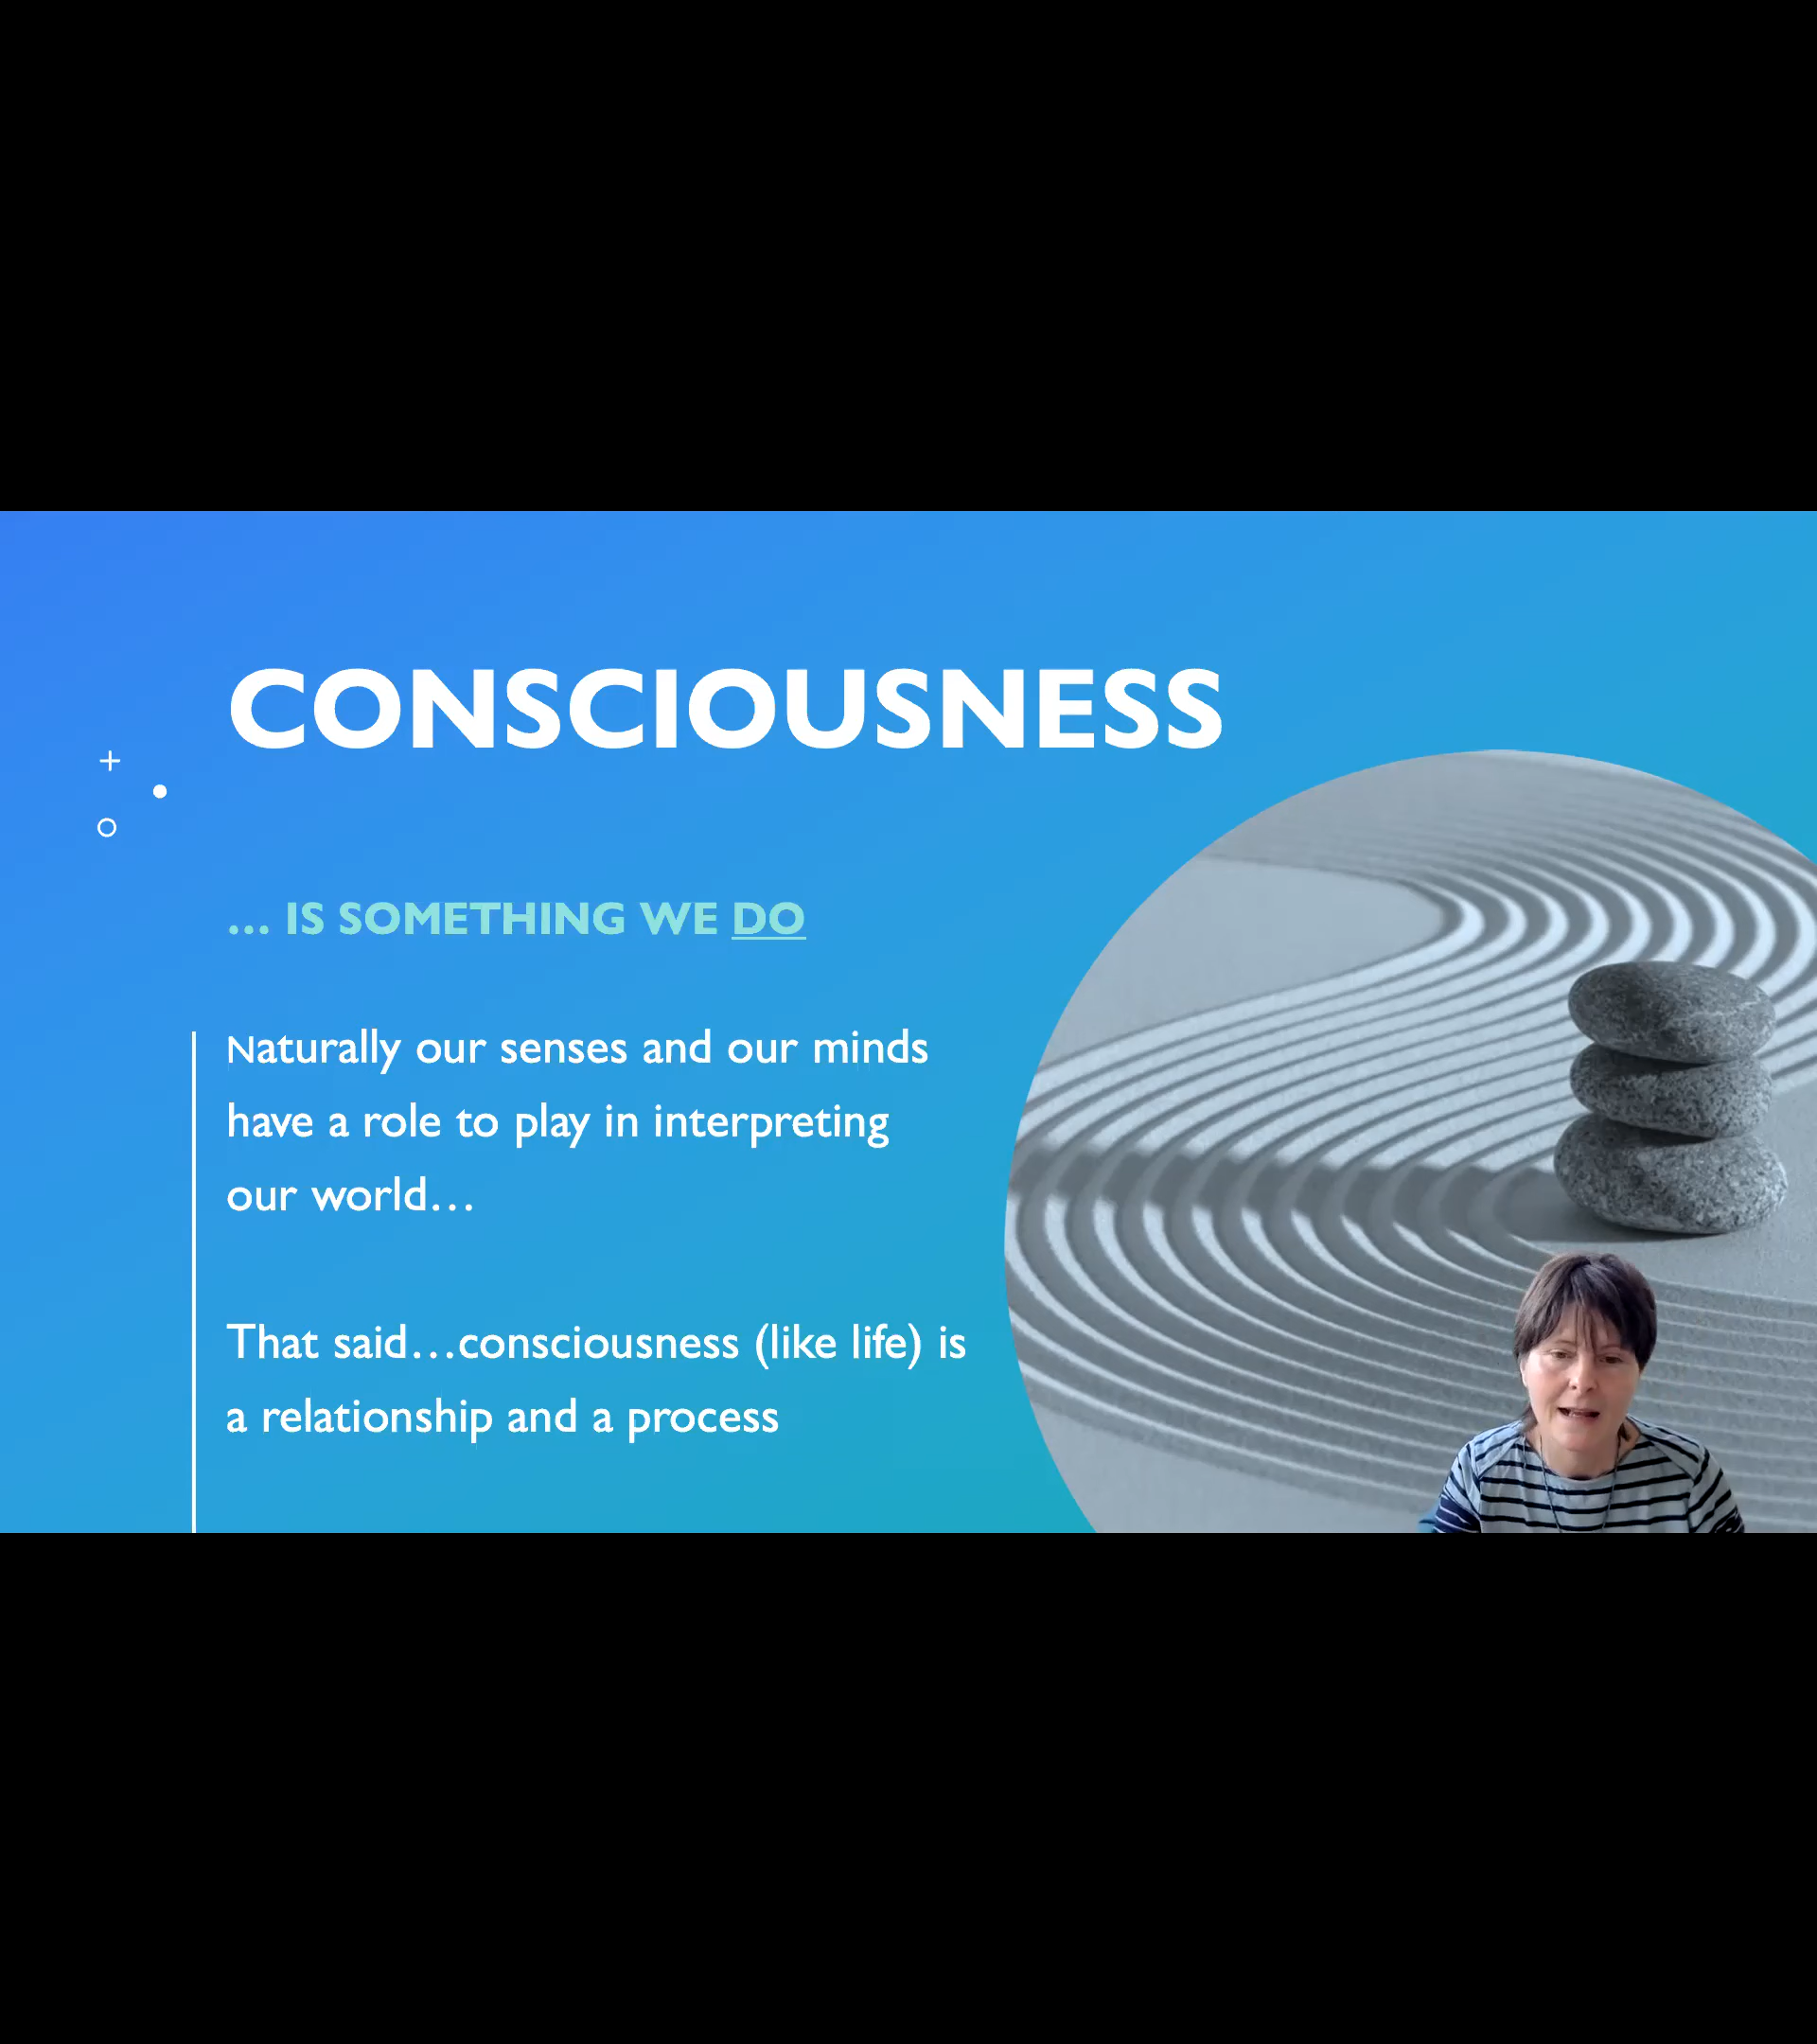 CONSCIOUSNESS
... IS SOMETHING WE DO
Naturally our senses and our minds
have a role to play in interpreting
our world...
That said...consciousness (like life) is
a relationship and a process